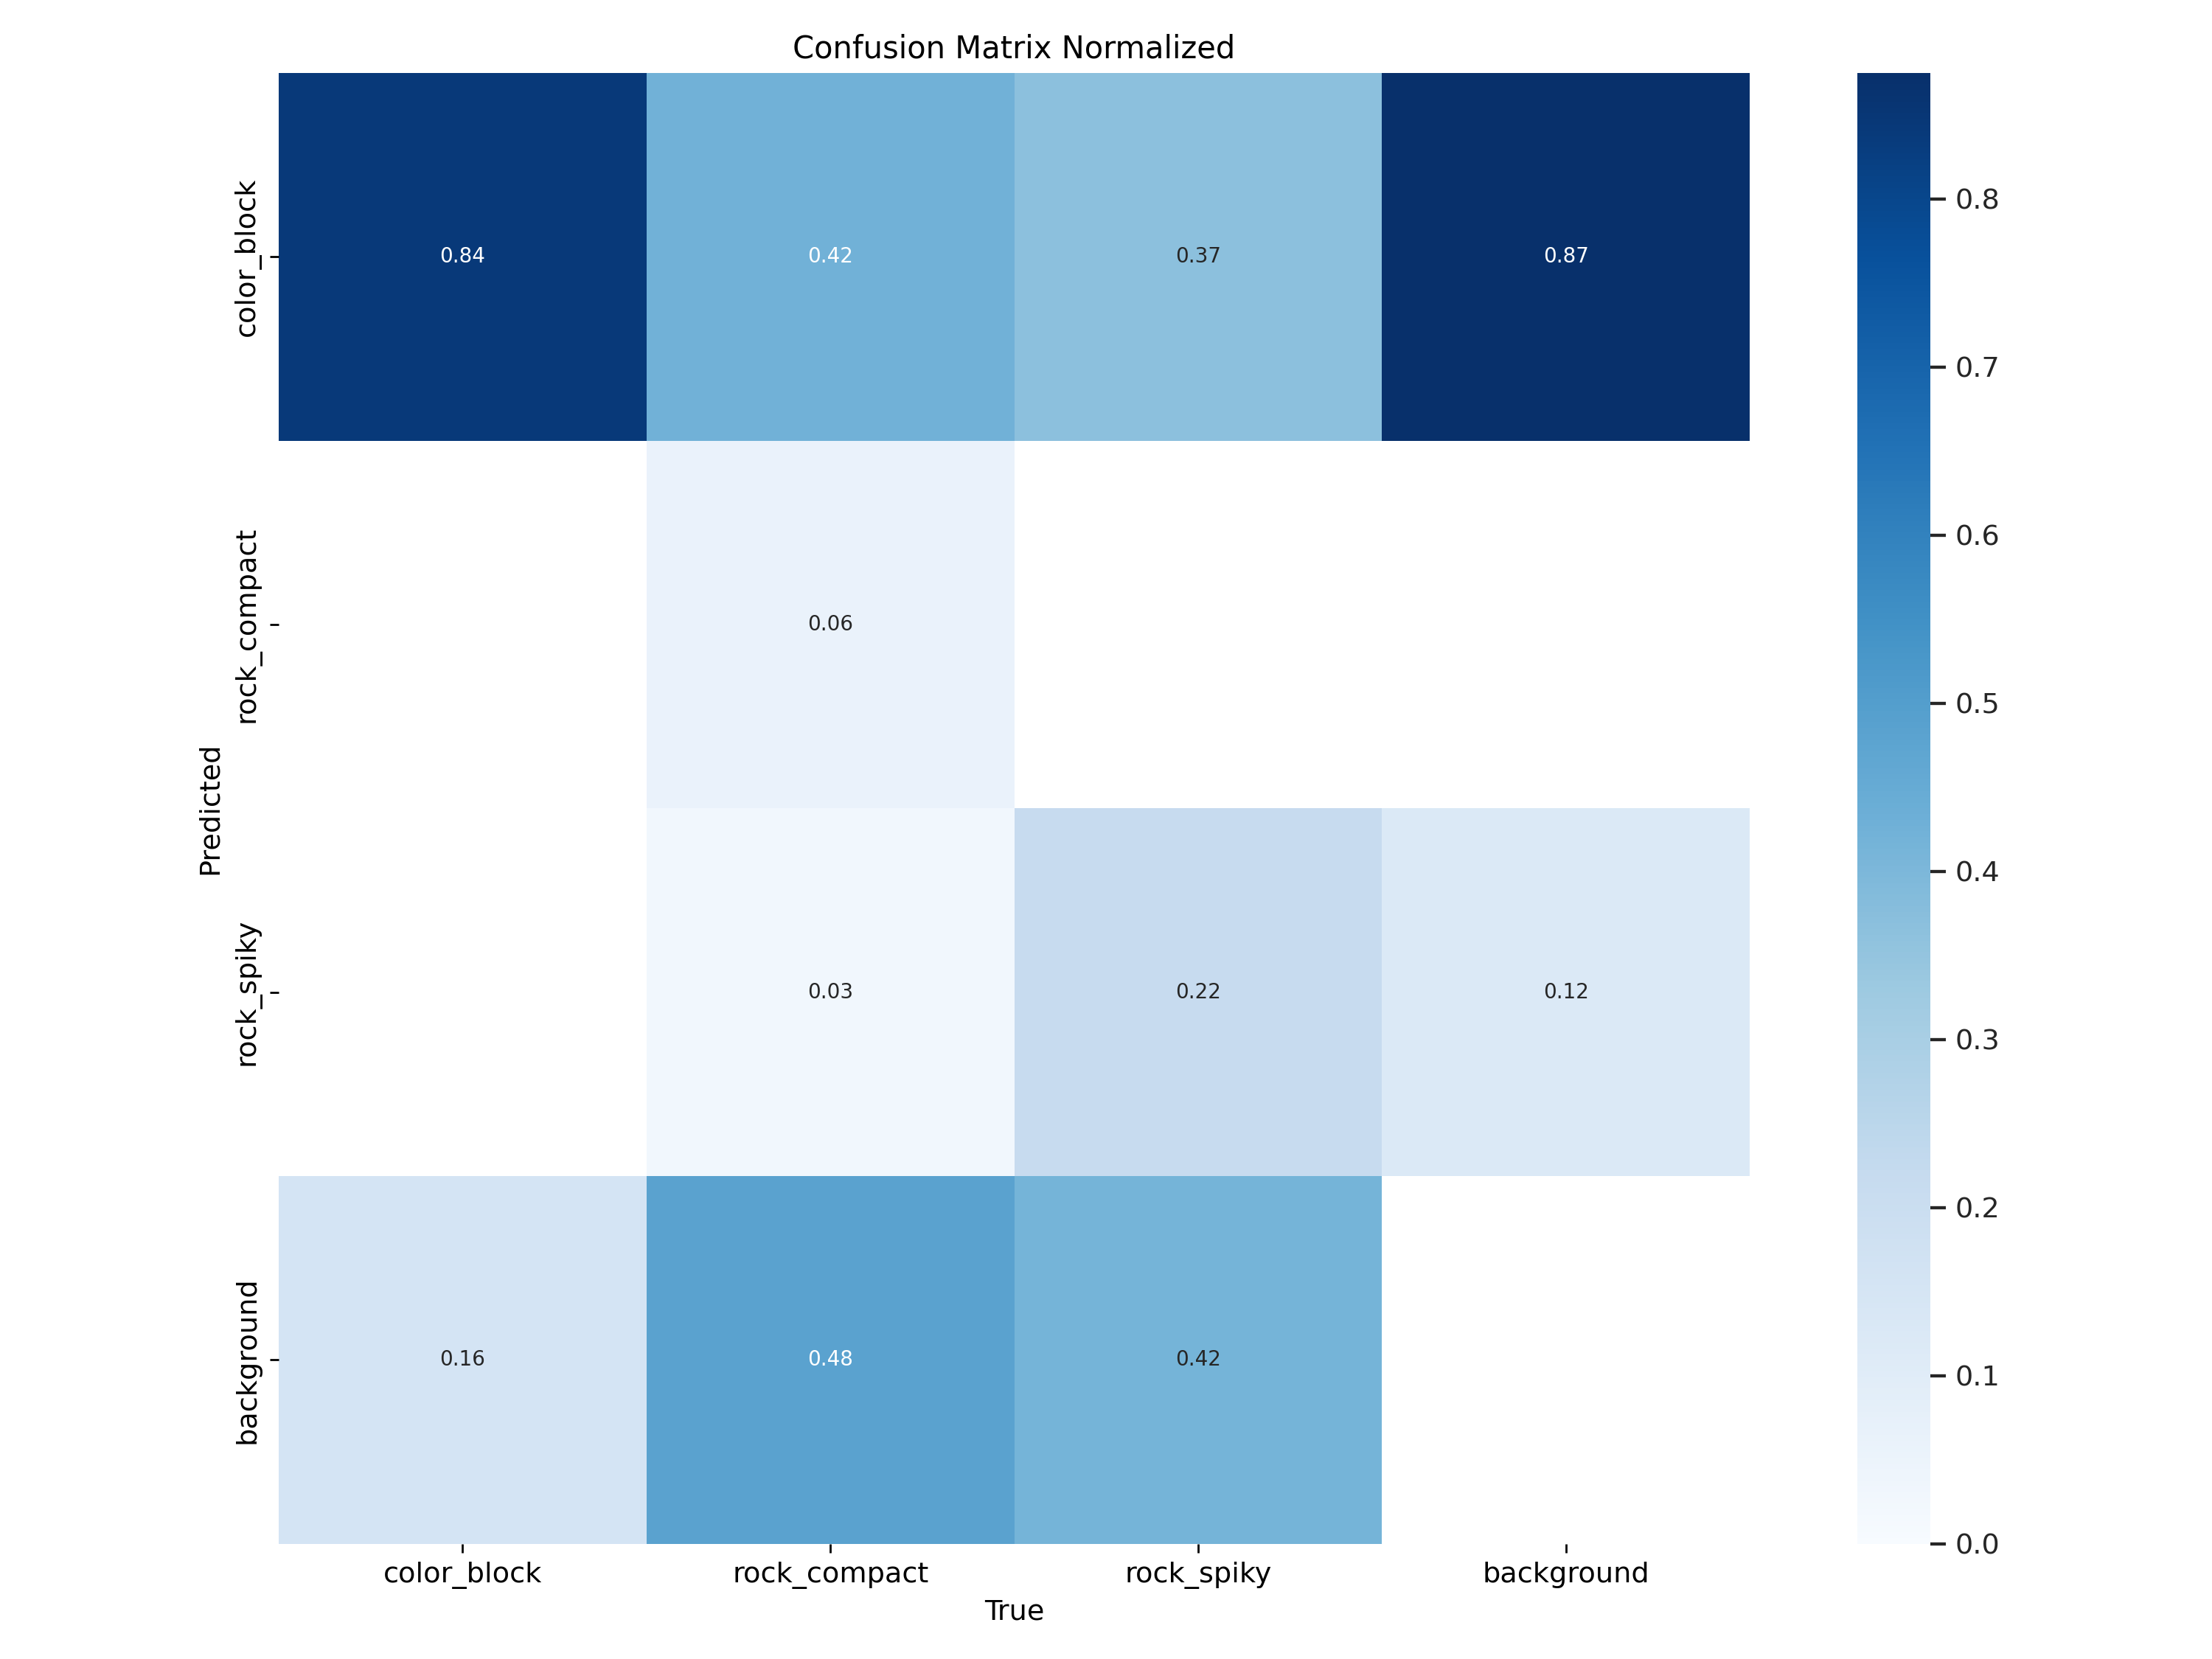 Confusion Matrix Normalized
color_block
0.84
0.42
0.37
0.87
0.8
0.7
0.6
0.5
0.4
0.3
0.2
0.1
0.0
rock_compact
0.06
Predicted
rock_spiky
0.03
0.22
0.12
background
0.16
0.48
0.42
color_block
rock_compact
rock_spiky
background
True